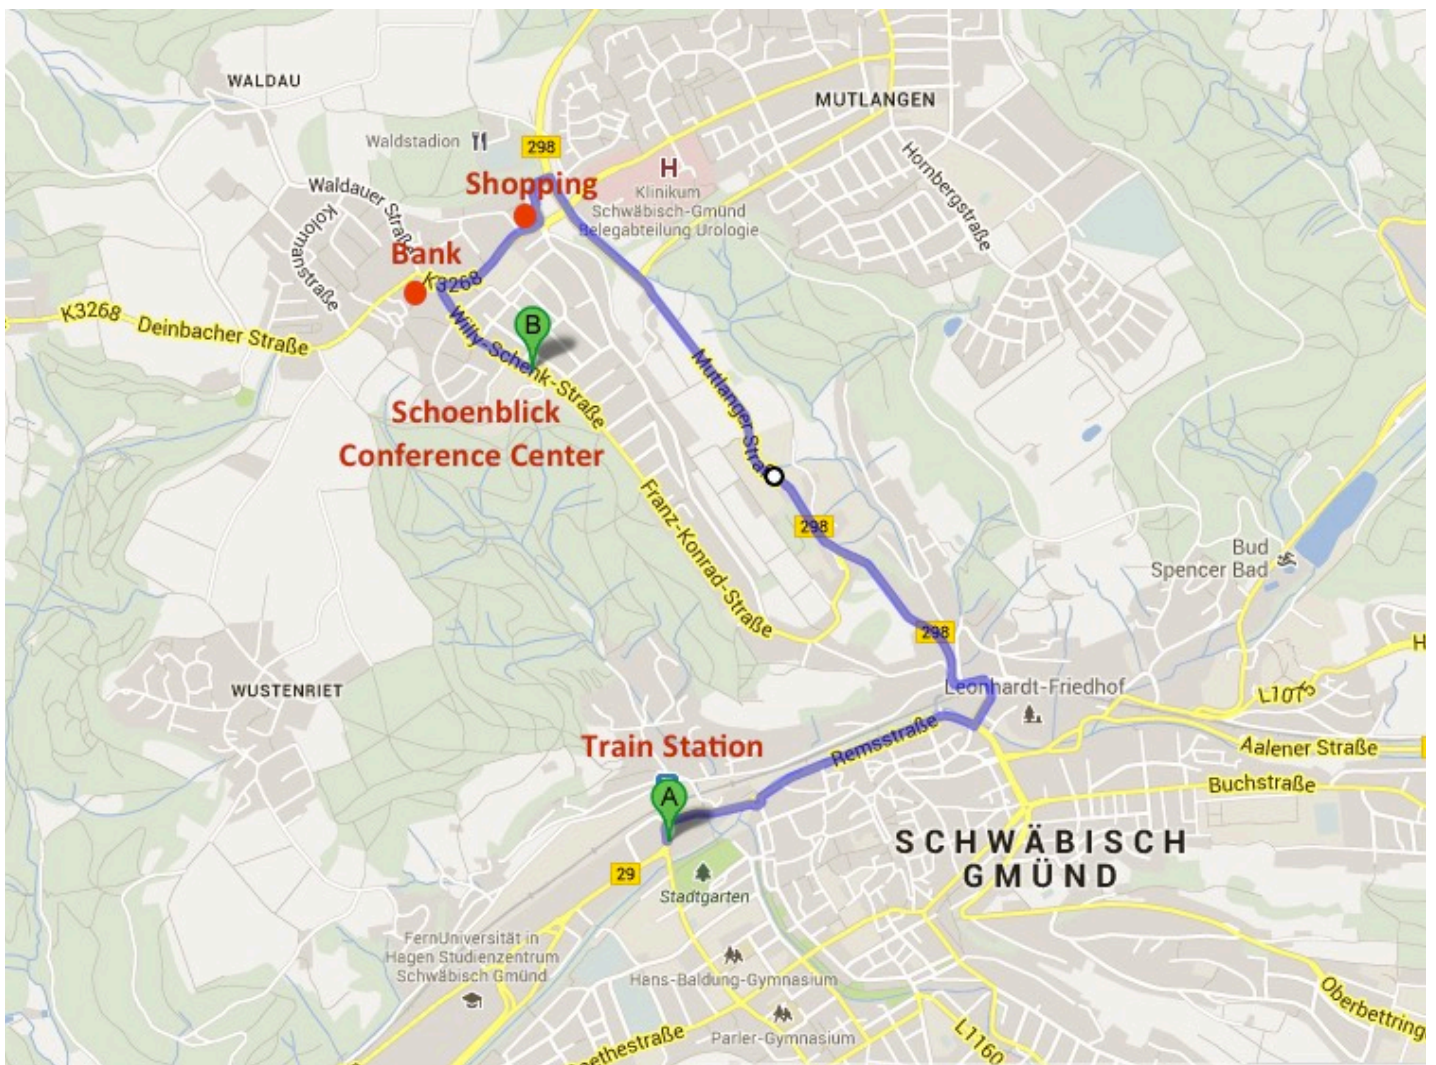 WALDAU
MUTLANGEN
Waldstadion
298
Shopping
H
Klinikum
Schwäbisch-Gmünd
Belegabteilung Urologie
Hornbergstraße
Waldauer Straße
Kolomanstraße
Bank
K3268
K3268
Deinbacher Straße
B
Willy-Schenk-Straße
Mutlanger Straß
Schoenblick
Conference Center
Franz-Konrad-Straße
298
Bud
Spencer Bad
298
H
WUSTENRIET
Leonhardt-Friedhof
L1075
Remsstraße
Train Station
Aalener Straße
Buchstraße
A
SCHWÄBISCH
GMÜND
29
Stadtgarten
FernUniversität in
Hagen Studienzentrum
Schwäbisch Gmünd
Hans-Baldung-Gymnasium
Oberbettring
Parler-Gymnasium
oethestraße
L1160